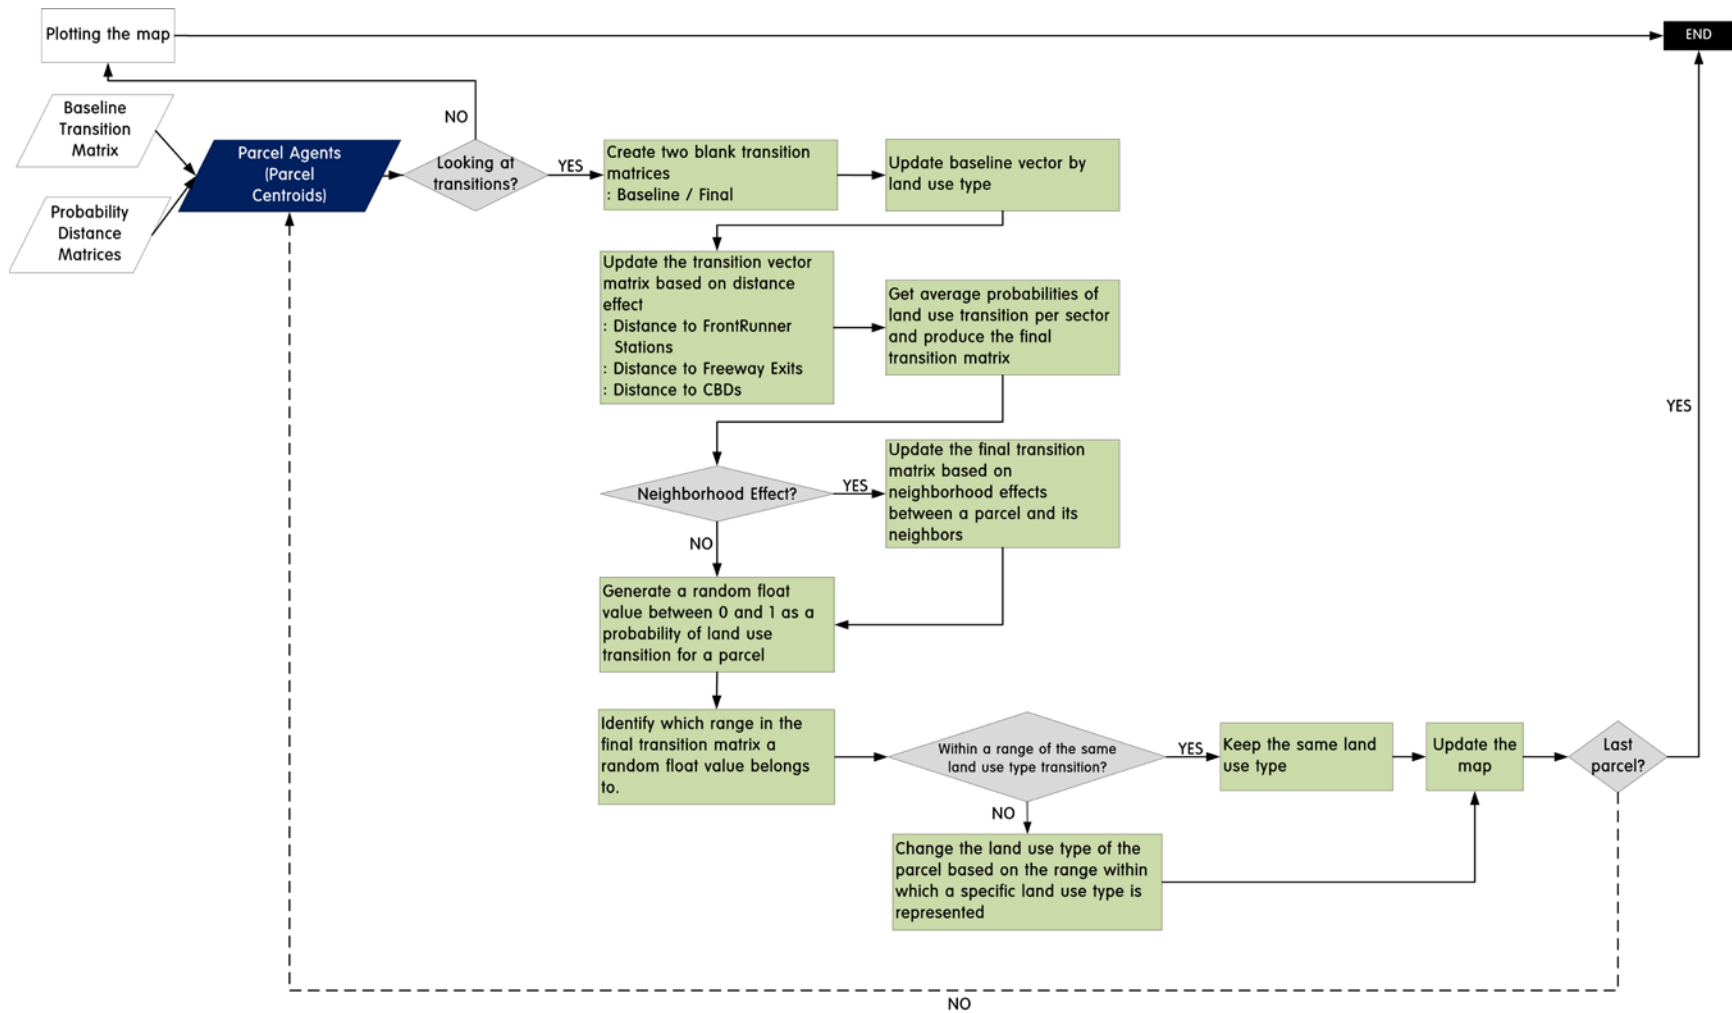 Plotting the map
END
Baseline
Transition
Matrix
NO
Parcel Agents
(Parcel
Centroids)
Looking at
transitions?
YES
Create two blank transition
matrices
: Baseline / Final
Update baseline vector by
land use type
Probability
Distance
Matrices
Update the transition vector
matrix based on distance
effect
: Distance to FrontRunner
Stations
: Distance to Freeway Exits
: Distance to CBDs
Get average probabilities of
land use transition per sector
and produce the final
transition matrix
YES
Neighborhood Effect?
YES
Update the final transition
matrix based on
neighborhood effects
between a parcel and its
neighbors
NO
Generate a random float
value between 0 and 1 as a
probability of land use
transition for a parcel
Identify which range in the
final transition matrix a
random float value belongs
to.
Within a range of the same
land use type transition?
YES
Keep the same land
use type
Update the
map
Last
parcel?
NO
Change the land use type of the
parcel based on the range within
which a specific land use type is
represented
NO